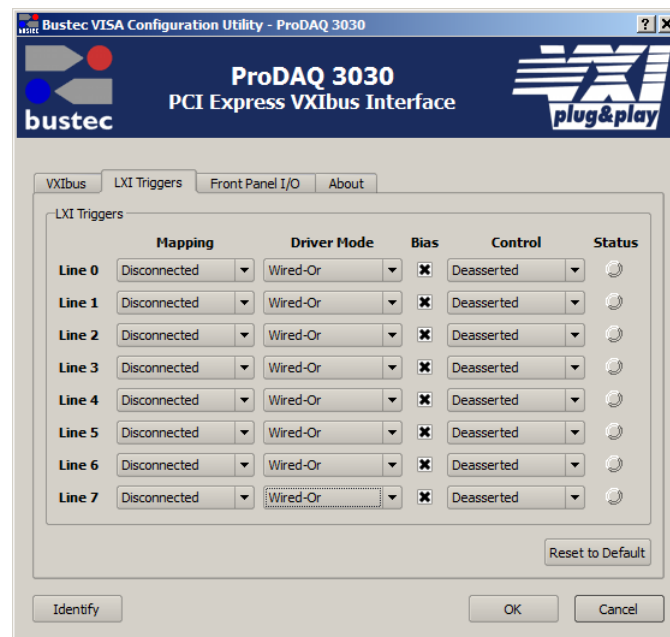 Bustec VISA Configuration Utility - ProDAQ 3030
bustec
ProDAQ 3030
PCI Express VXIbus Interface
VXI
plug&play
VXIbus LXI Triggers Front Panel I/O About
LXI Triggers
Mapping Driver Mode Bias Control Status
Line 0 Disconnected Wired-Or Deasserted
Line 1 Disconnected Wired-Or Deasserted
Line 2 Disconnected Wired-Or Deasserted
Line 3 Disconnected Wired-Or Deasserted
Line 4 Disconnected Wired-Or Deasserted
Line 5 Disconnected Wired-Or Deasserted
Line 6 Disconnected Wired-Or Deasserted
Line 7 Disconnected Wired-Or Deasserted
Reset to Default
Identify OK Cancel